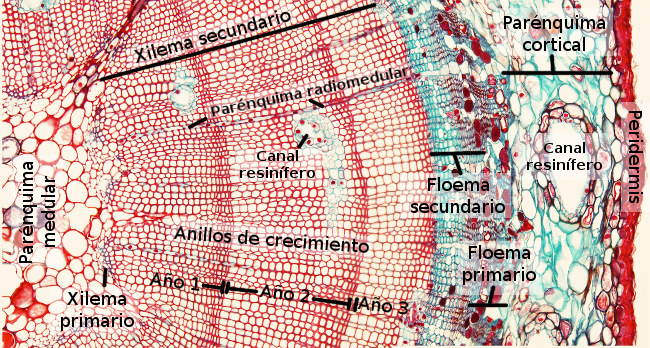 Xilema secundario
Parénquima
cortical
Parénquima radiomedular
Canal
resinífero
Canal
resinífero
Peridermis
Parénquima
medular
Floema
secundario
Anillos de crecimiento
Floema
primario
Año 1
Año 2
Año 3
Xilema
primario